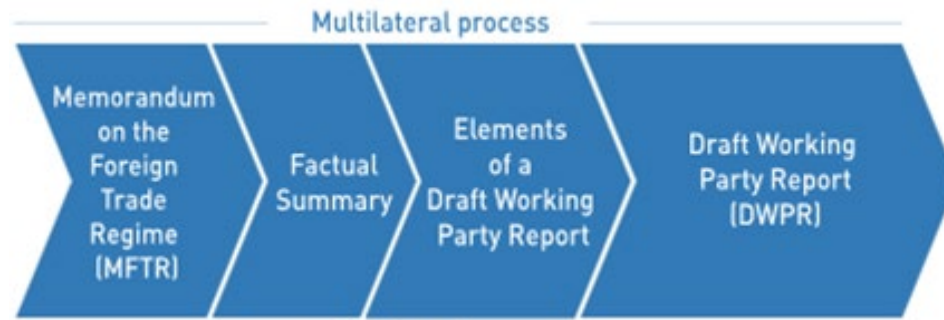 Multilateral process
Memorandum
on the
Foreign
Trade
Regime
(MFTR)
Factual
Summary
Elements
of a
Draft Working
Party Report
Draft Working
Party Report
(DWPR)